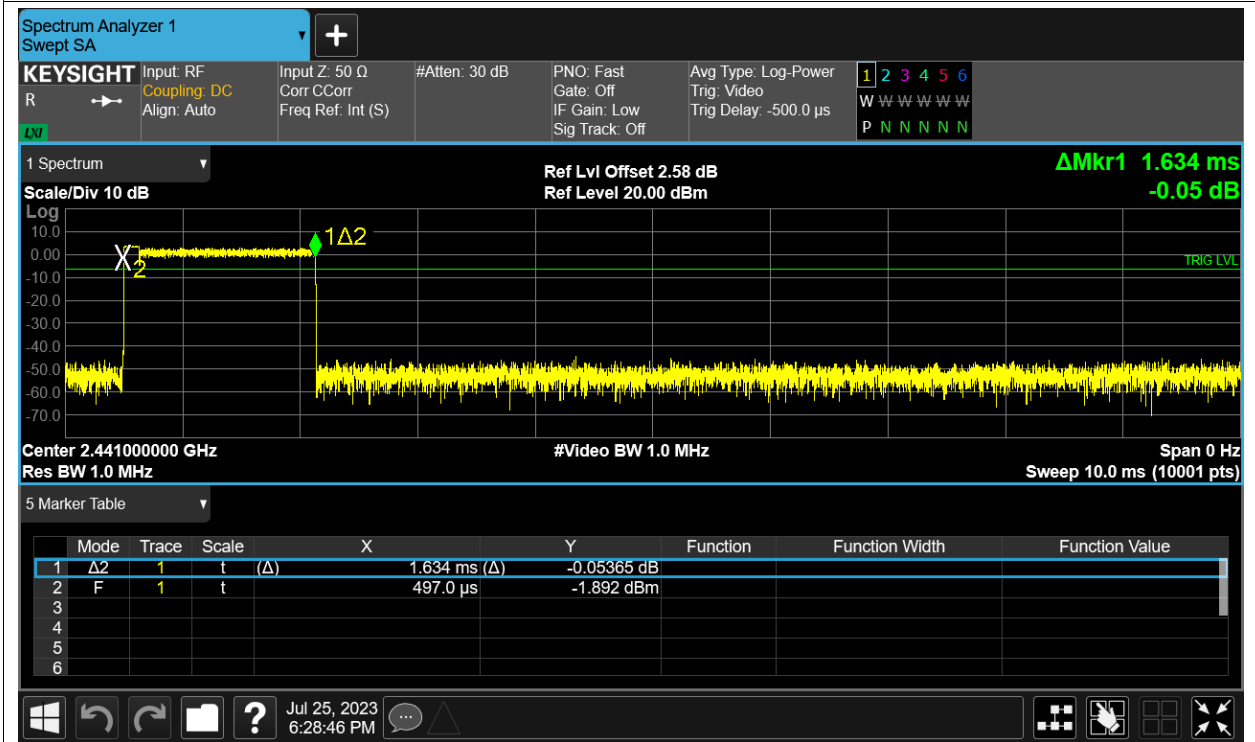 Spectrum Analyzer 1
Swept SA
KEYSIGHT
R
LXI
Input: RF
Coupling: DC
Align: Auto
Input Z: 50 Ω
Corr CCorr
Freq Ref: Int (S)
#Atten: 30 dB
PNO: Fast
Gate: Off
IF Gain: Low
Sig Track: Off
Avg Type: Log-Power
Trig: Video
Trig Delay: -500.0 µs
1 2 3 4 5 6
W W W W W W
P N N N N N
1 Spectrum
Scale/Div 10 dB
Ref Lvl Offset 2.58 dB
Ref Level 20.00 dBm
ΔMkr1 1.634 ms
-0.05 dB
Log
10.0
0.00
-10.0
-20.0
-30.0
-40.0
-50.0
-60.0
-70.0
X
2
1Δ2
TRIG LVL
Center 2.441000000 GHz
#Video BW 1.0 MHz
Span 0 Hz
Res BW 1.0 MHz
Sweep 10.0 ms (10001 pts)
5 Marker Table
Mode Trace Scale X Y Function Function Width Function Value
1 Δ2 1 t (Δ) 1.634 ms (Δ) -0.05365 dB
2 F 1 t 497.0 µs -1.892 dBm
3
4
5
6
?
Jul 25, 2023
6:28:46 PM